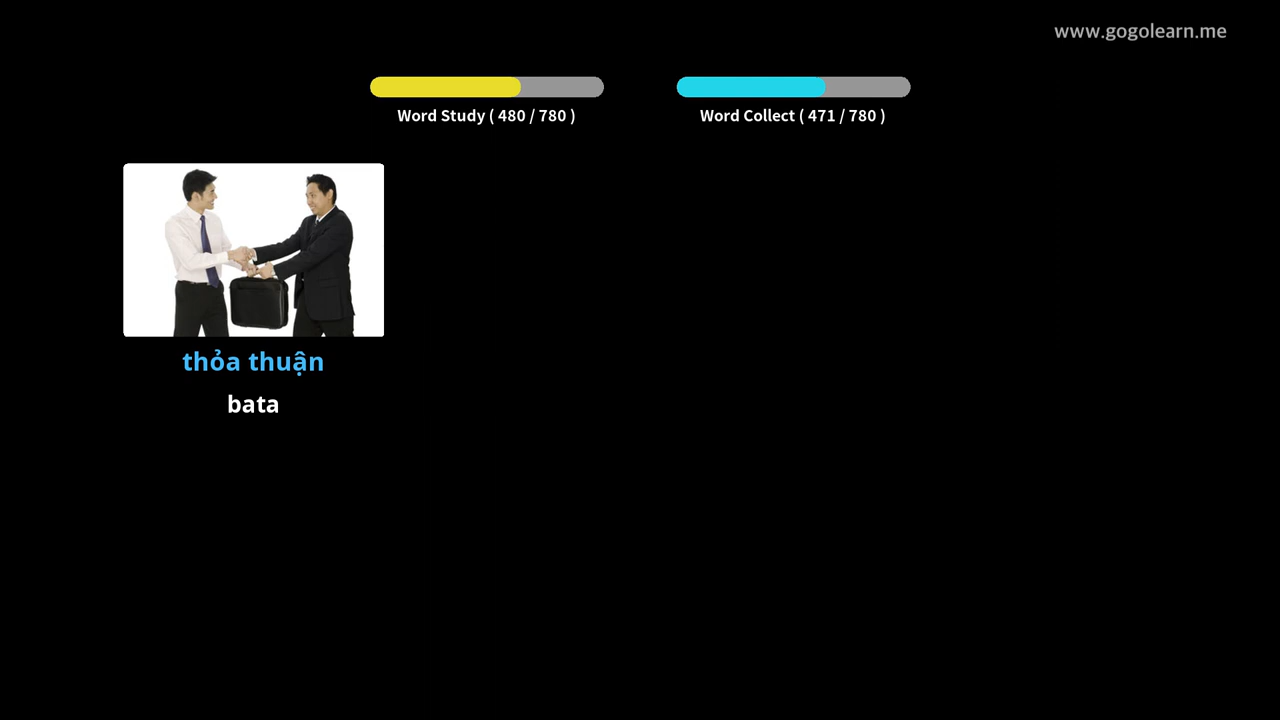 www.gogolearn.me
Word Study ( 480 / 780 )
Word Collect ( 471 / 780 )
thỏa thuận
bata